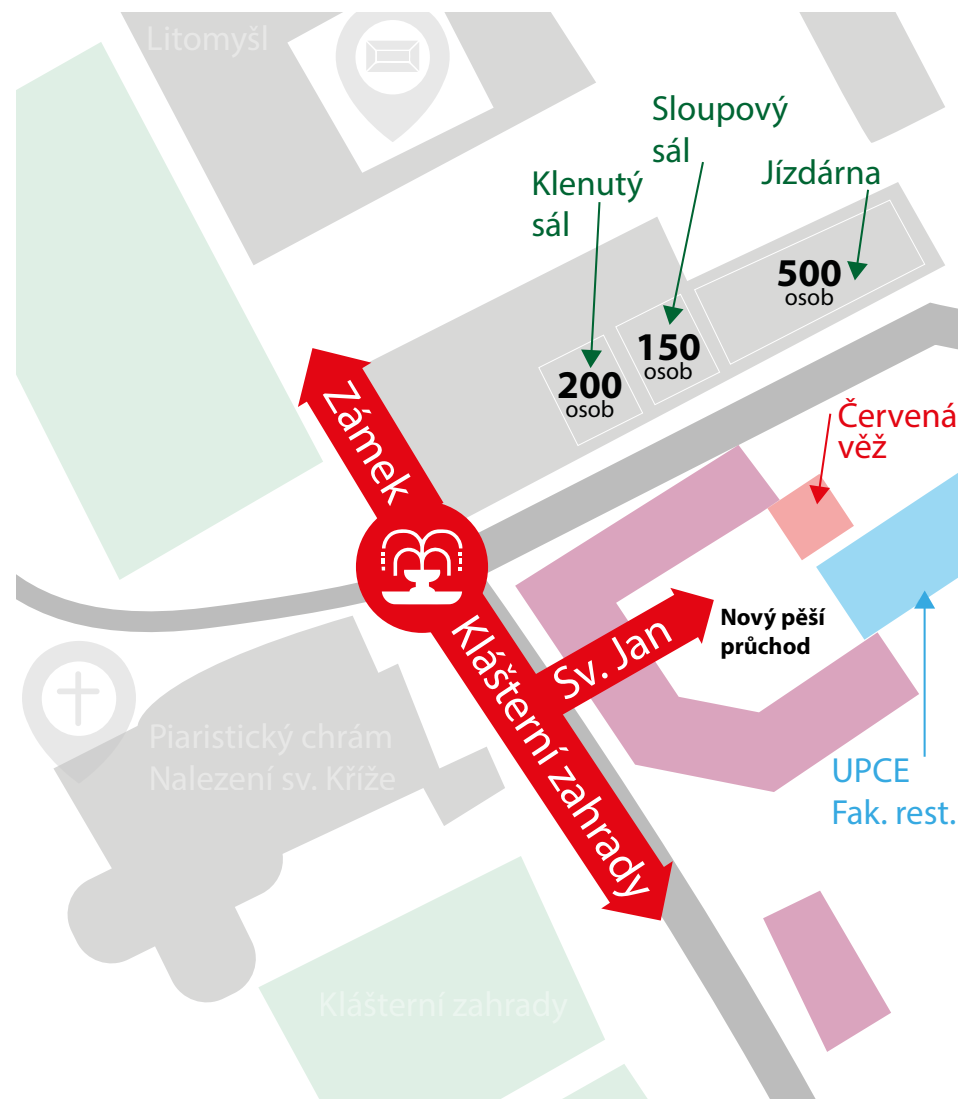 Litomyšl
Sloupový
sál
Klenutý
sál
Jízdárna
500
osob
150
osob
200
osob
Zámek
Červená
věž
Nový pěší
průchod
Sv. Jan
Klášterní zahrady
Piaristický chrám
Nalezení sv. Kříže
UPCE
Fak. rest.
Klášterní zahrady